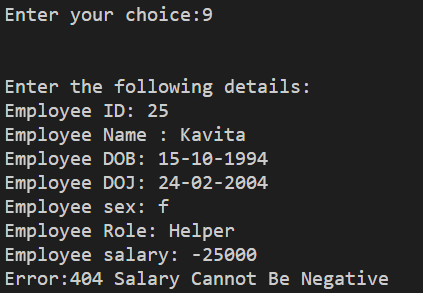 Enter your choice:9
Enter the following details:
Employee ID: 25
Employee Name : Kavita
Employee DOB: 15-10-1994
Employee DOJ: 24-02-2004
Employee sex: f
Employee Role: Helper
Employee salary: -25000
Error:404 Salary Cannot Be Negative